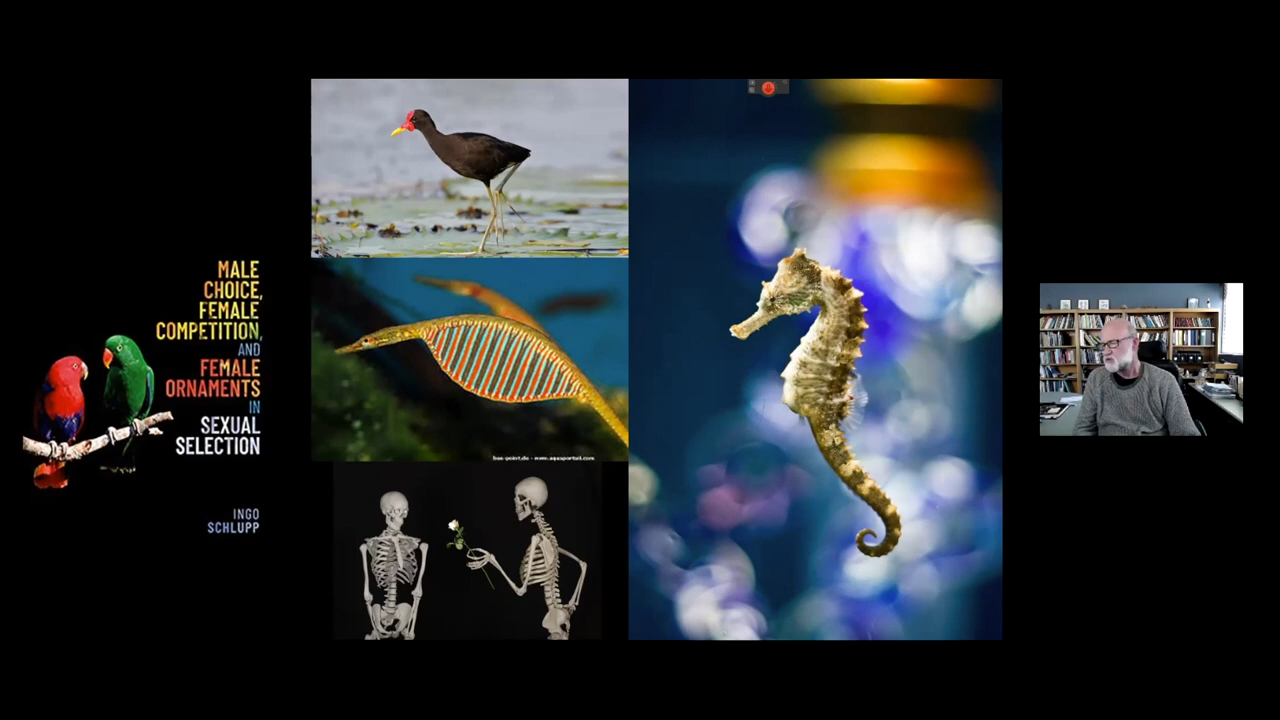 MALE
CHOICE,
FEMALE
COMPETITION,
AND
FEMALE
ORNAMENTS
IN
SEXUAL
SELECTION
INGO
SCHLUPP